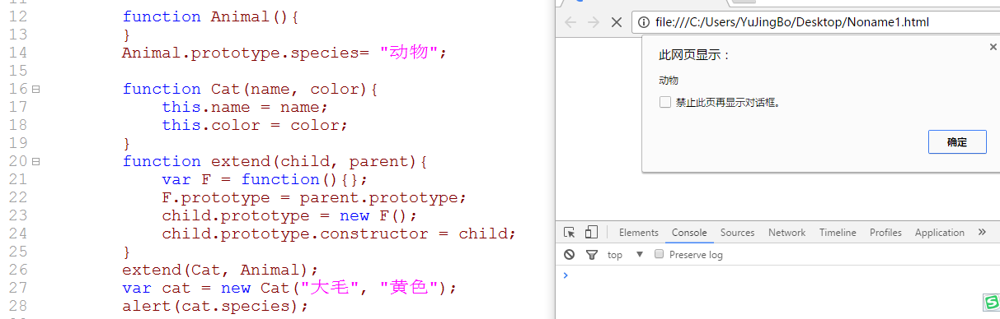 12 function Animal(){
13 }
14 Animal.prototype.species= "动物";
15
16 function Cat(name, color){
17 this.name = name;
18 this.color = color;
19 }
20 function extend(child, parent){
21 var F = function(){};
22 F.prototype = parent.prototype;
23 child.prototype = new F();
24 child.prototype.constructor = child;
25 }
26 extend(Cat, Animal);
27 var cat = new Cat("大毛", "黄色");
28 alert(cat.species);
file:///C:/Users/YuJingBo/Desktop/Noname1.html
此网页显示：
动物
禁止此页再显示对话框。
确定
Elements Console Sources Network Timeline Profiles Application »
top ▼ Preserve log